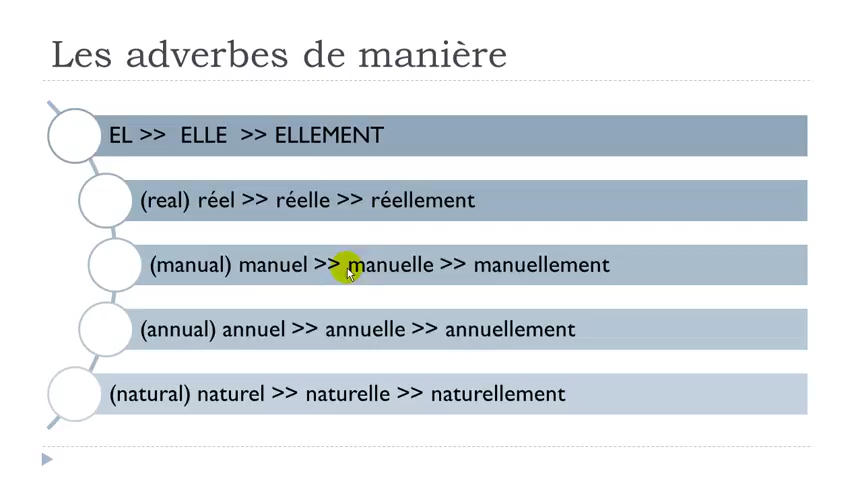 Les adverbes de manière
EL >> ELLE >> ELLEMENT
(real) réel >> réelle >> réellement
(manual) manuel >> manuelle >> manuellement
(annual) annuel >> annuelle >> annuellement
(natural) naturel >> naturelle >> naturellement